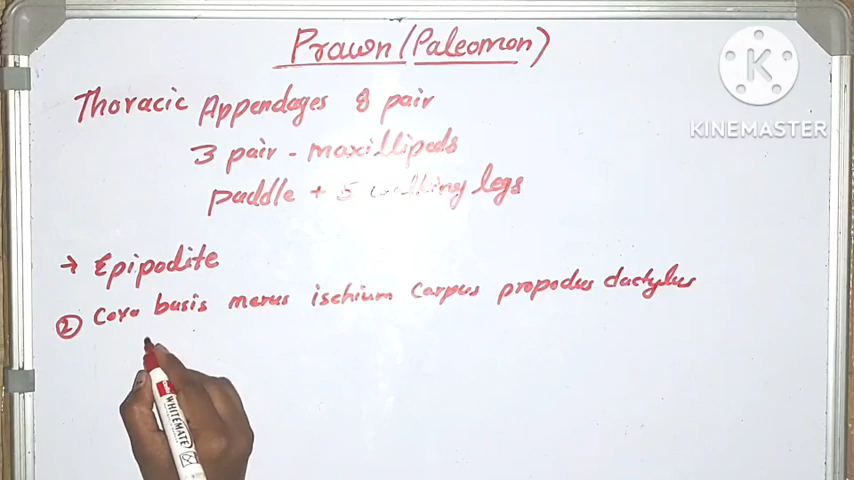 Prawn (Paleomon)
KINEMASTER
Thoracic Appendages 8 pair
3 pair - maxillipeds
paddle + 5 walking legs
→ Epipodite
② Coxa basis merus ischium Carpus propodus dactylus
WHITEMATE